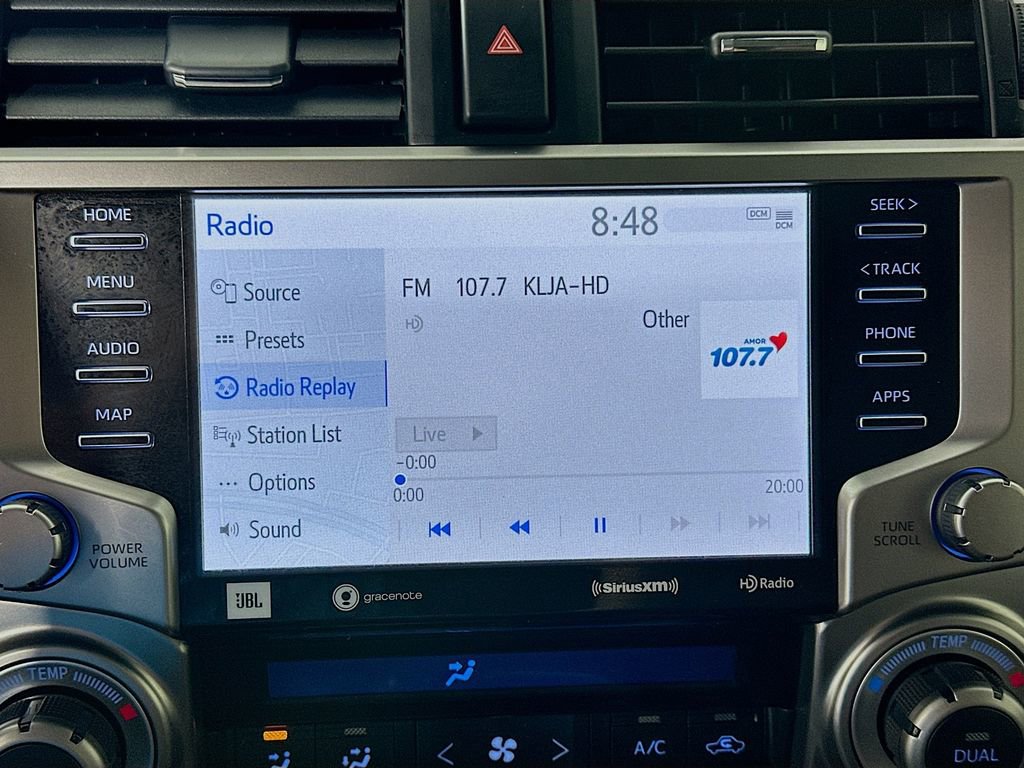 HOME
MENU
AUDIO
MAP
POWER
VOLUME
Radio
8:48
DCM
DCM
Source
Presets
Radio Replay
Station List
Options
Sound
FM 107.7 KLJA-HD
HD
Other
AMOR
107.7
Live
-0:00
0:00
20:00
SEEK >
< TRACK
PHONE
APPS
TUNE
SCROLL
JBL
gracenote
((SiriusXM))
HD Radio
TEMP
TEMP
A/C
DUAL